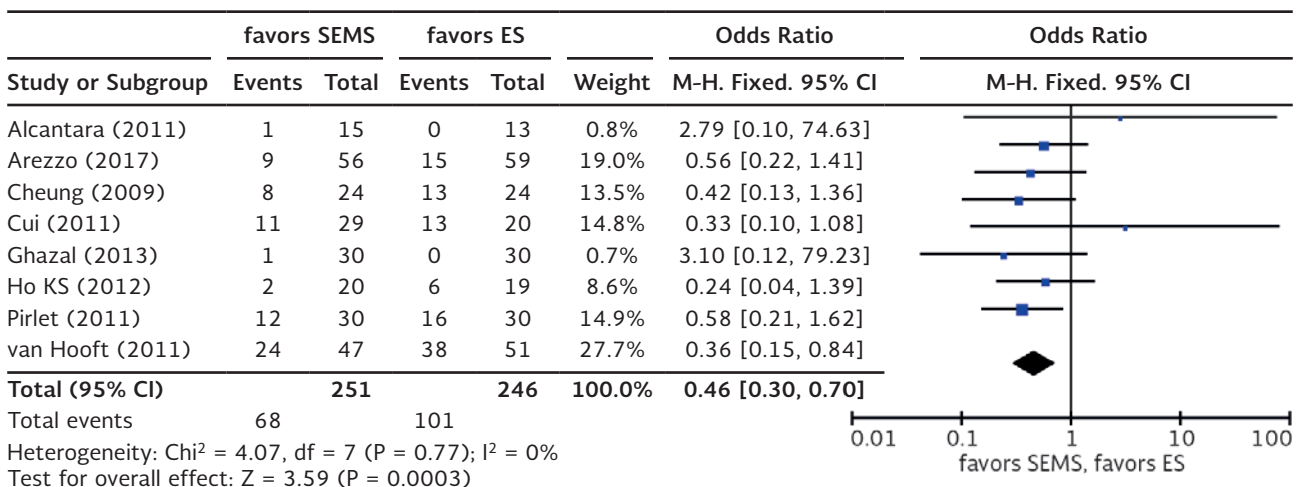 favors SEMS favors ES Odds Ratio Odds Ratio
Study or Subgroup Events Total Events Total Weight M-H. Fixed. 95% CI M-H. Fixed. 95% CI
Alcantara (2011) 1 15 0 13 0.8% 2.79 [0.10, 74.63]
Arezzo (2017) 9 56 15 59 19.0% 0.56 [0.22, 1.41]
Cheung (2009) 8 24 13 24 13.5% 0.42 [0.13, 1.36]
Cui (2011) 11 29 13 20 14.8% 0.33 [0.10, 1.08]
Ghazal (2013) 1 30 0 30 0.7% 3.10 [0.12, 79.23]
Ho KS (2012) 2 20 6 19 8.6% 0.24 [0.04, 1.39]
Pirlet (2011) 12 30 16 30 14.9% 0.58 [0.21, 1.62]
van Hooft (2011) 24 47 38 51 27.7% 0.36 [0.15, 0.84]
Total (95% CI) 251 246 100.0% 0.46 [0.30, 0.70]
Total events 68 101
Heterogeneity: Chi² = 4.07, df = 7 (P = 0.77); I² = 0%
Test for overall effect: Z = 3.59 (P = 0.0003)
0.01 0.1 1 10 100
favors SEMS, favors ES